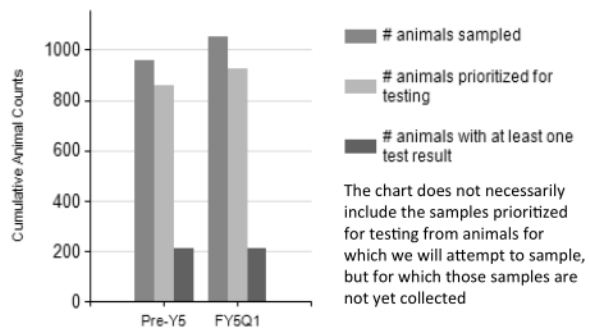 Cumulative Animal Counts
1000
800
600
400
200
0
Pre-Y5 FY5Q1
# animals sampled
# animals prioritized for
testing
# animals with at least one
test result
The chart does not necessarily
include the samples prioritized
for testing from animals for
which we will attempt to sample,
but for which those samples are
not yet collected